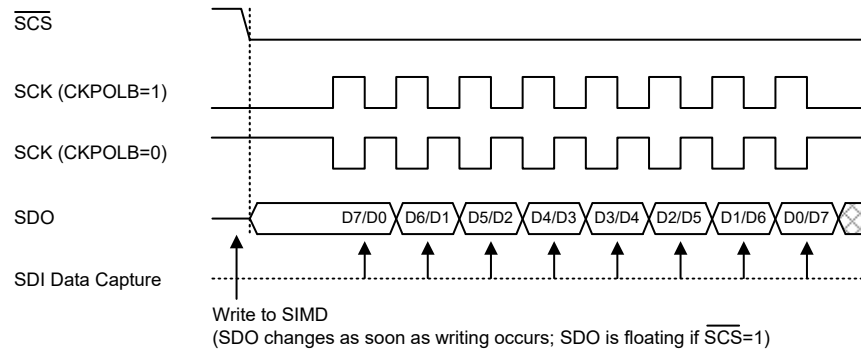 SCS
SCK (CKPOLB=1)
SCK (CKPOLB=0)
SDO D7/D0 D6/D1 D5/D2 D4/D3 D3/D4 D2/D5 D1/D6 D0/D7
SDI Data Capture
Write to SIMD
(SDO changes as soon as writing occurs; SDO is floating if SCS=1)